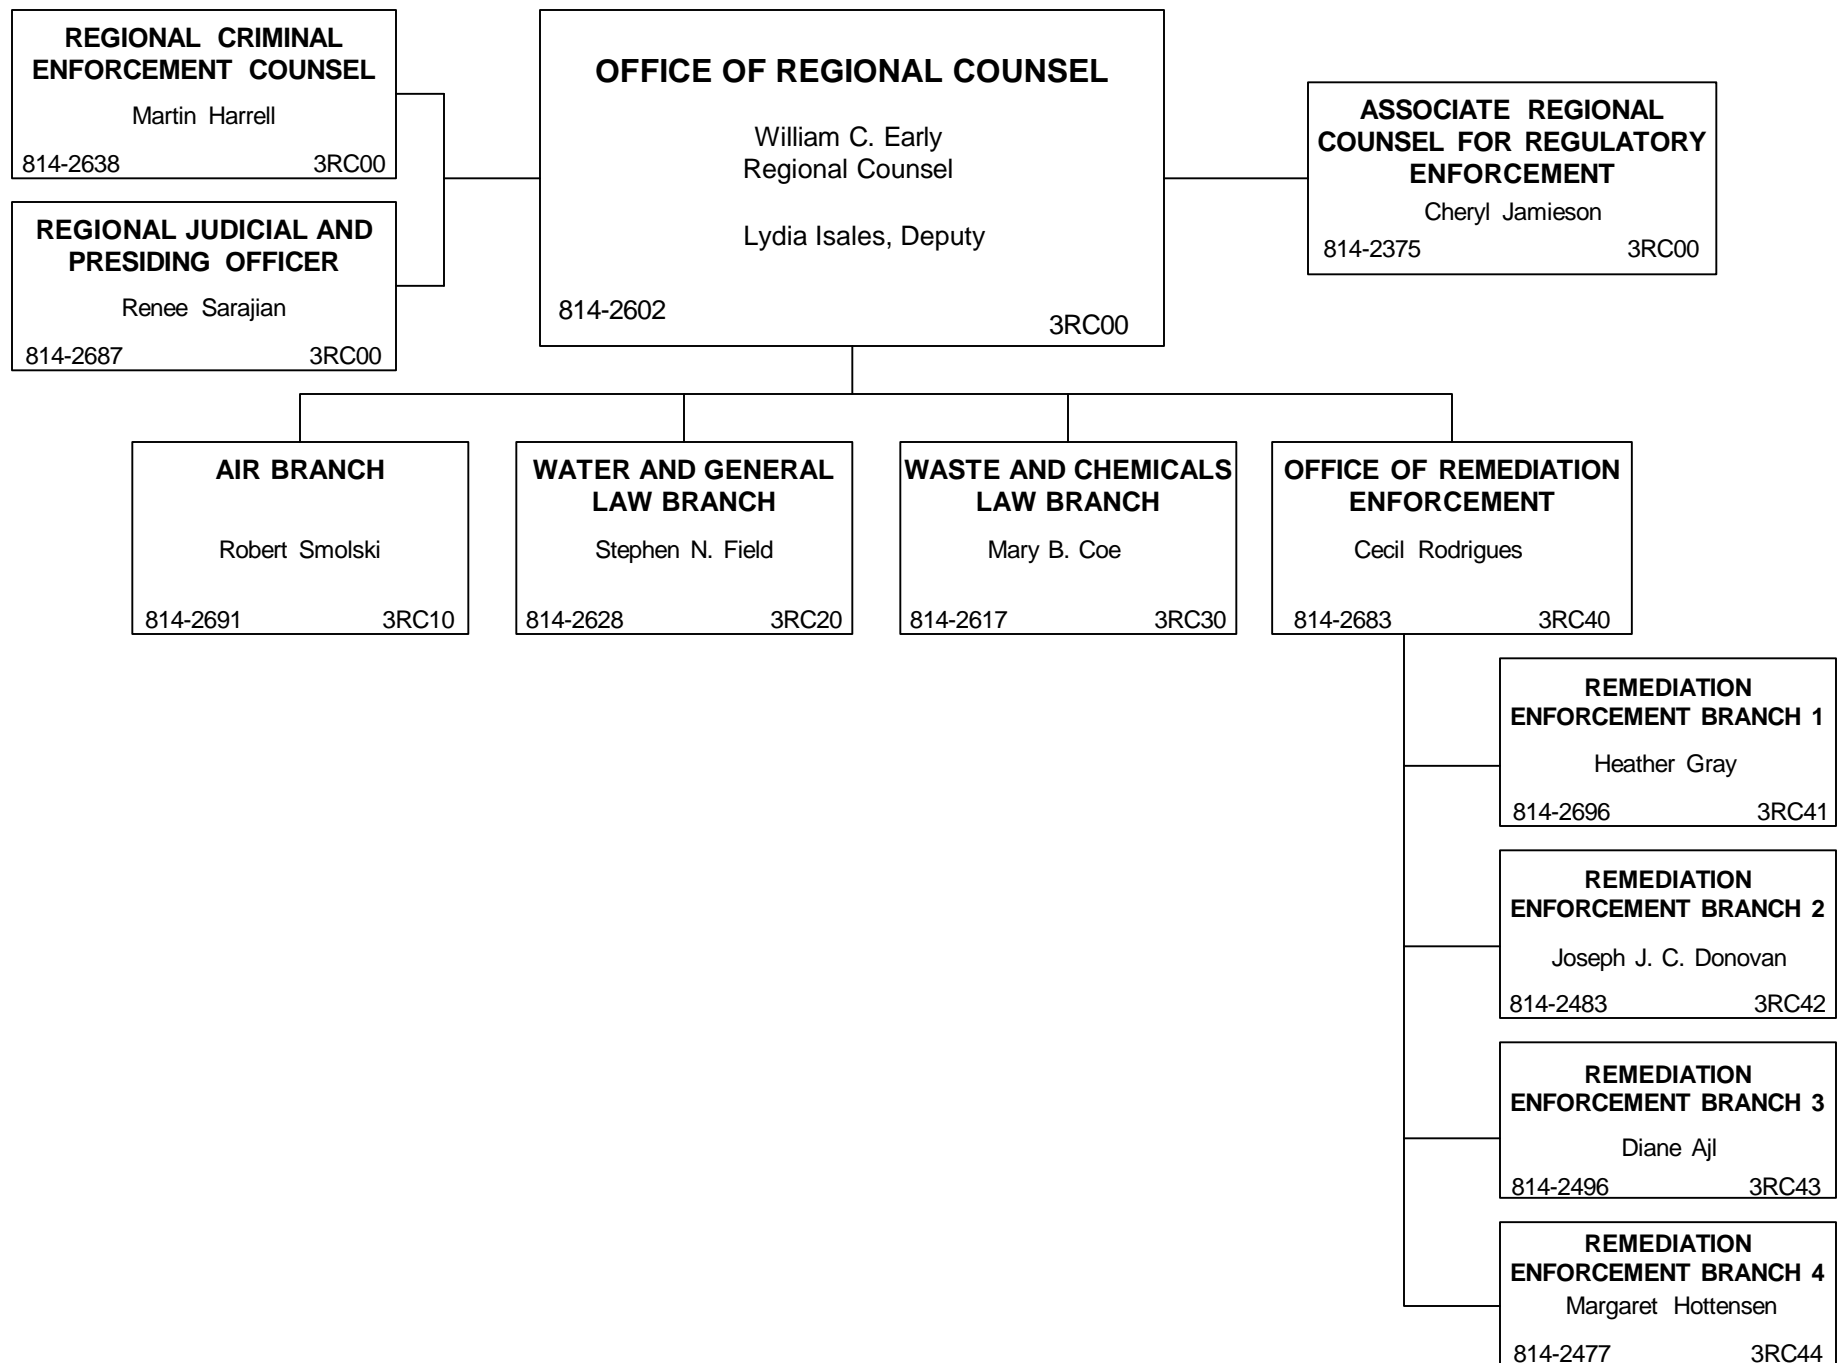 REGIONAL CRIMINAL
ENFORCEMENT COUNSEL
Martin Harrell
814-2638 3RC00
REGIONAL JUDICIAL AND
PRESIDING OFFICER
Renee Sarajian
814-2687 3RC00
OFFICE OF REGIONAL COUNSEL
William C. Early
Regional Counsel
Lydia Isales, Deputy
814-2602 3RC00
ASSOCIATE REGIONAL
COUNSEL FOR REGULATORY
ENFORCEMENT
Cheryl Jamieson
814-2375 3RC00
AIR BRANCH
Robert Smolski
814-2691 3RC10
WATER AND GENERAL
LAW BRANCH
Stephen N. Field
814-2628 3RC20
WASTE AND CHEMICALS
LAW BRANCH
Mary B. Coe
814-2617 3RC30
OFFICE OF REMEDIATION
ENFORCEMENT
Cecil Rodrigues
814-2683 3RC40
REMEDIATION
ENFORCEMENT BRANCH 1
Heather Gray
814-2696 3RC41
REMEDIATION
ENFORCEMENT BRANCH 2
Joseph J. C. Donovan
814-2483 3RC42
REMEDIATION
ENFORCEMENT BRANCH 3
Diane Ajl
814-2496 3RC43
REMEDIATION
ENFORCEMENT BRANCH 4
Margaret Hottensen
814-2477 3RC44